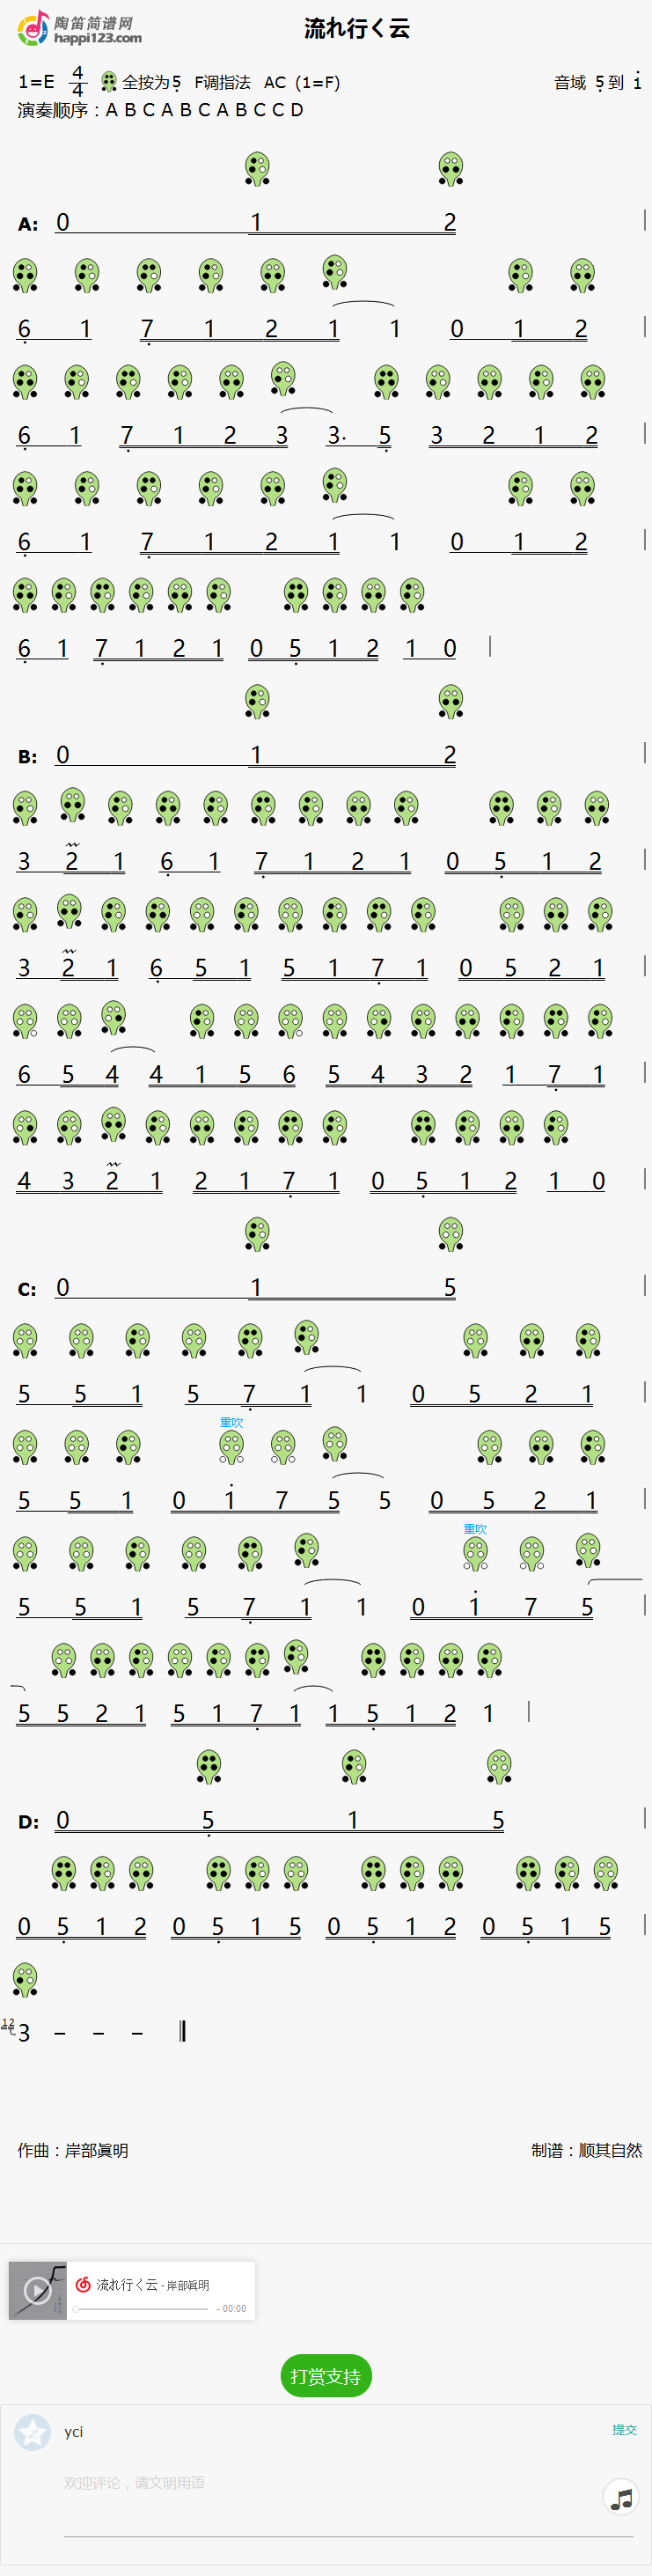 陶笛简谱网
happi123.com
流れ行く云
1=E 4/4 全按为5̣ F调指法 AC (1=F) 音域 5̣ 到 1̇
演奏顺序：A B C A B C A B C C D
A: 0 1 2 |
6̣ 1 7̣ 1 2 1 1 0 1 2 |
6̣ 1 7̣ 1 2 3 3· 5̣ 3 2 1 2 |
6̣ 1 7̣ 1 2 1 1 0 1 2 |
6̣ 1 7̣ 1 2 1 0 5̣ 1 2 1 0 |
B: 0 1 2 |
3 2 1 6̣ 1 7̣ 1 2 1 0 5̣ 1 2 |
3 2 1 6̣ 5 1 5 1 7̣ 1 0 5 2 1 |
6 5 4 4 1 5 6 5 4 3 2 1 7̣ 1 |
4 3 2 1 2 1 7̣ 1 0 5̣ 1 2 1 0
C: 0 1 5 |
5 5 1 5 7̣ 1 1 0 5 2 1 |
重吹
5 5 1 0 1̇ 7 5 5 0 5 2 1 |
重吹
5 5 1 5 7̣ 1 1 0 1̇ 7 5 |
5 5 2 1 5 1 7̣ 1 1 5̣ 1 2 1 |
D: 0 5̣ 1 5 |
0 5̣ 1 2 0 5̣ 1 5 0 5̣ 1 2 0 5̣ 1 5 |
12 3 – – – ‖
作曲：岸部眞明 制谱：顺其自然
流れ行く云 - 岸部眞明
- 00:00
打赏支持
yci 提交
欢迎评论，请文明用语